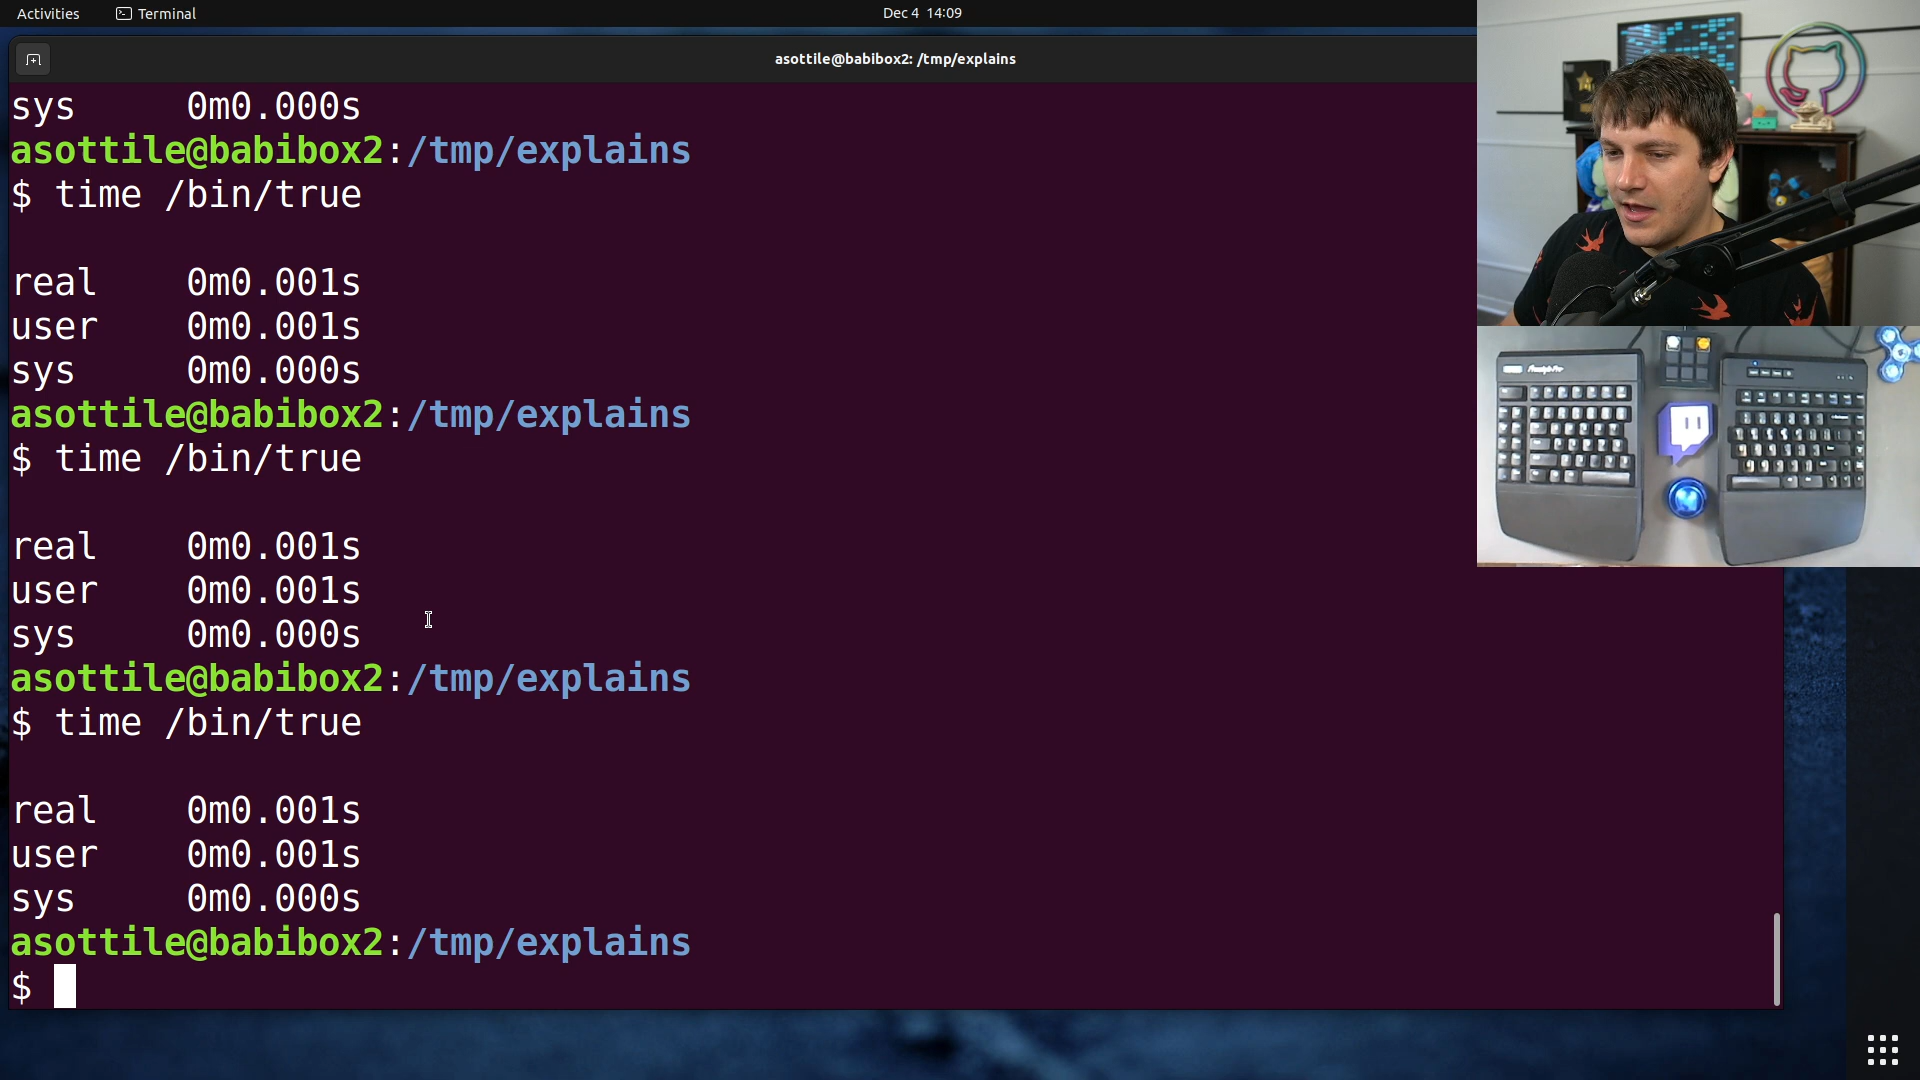 Activities
Terminal
Dec 4 14:09
asottile@babibox2: /tmp/explains
sys 0m0.000s
asottile@babibox2:/tmp/explains
$ time /bin/true
real 0m0.001s
user 0m0.001s
sys 0m0.000s
asottile@babibox2:/tmp/explains
$ time /bin/true
real 0m0.001s
user 0m0.001s
sys 0m0.000s
asottile@babibox2:/tmp/explains
$ time /bin/true
real 0m0.001s
user 0m0.001s
sys 0m0.000s
asottile@babibox2:/tmp/explains
$